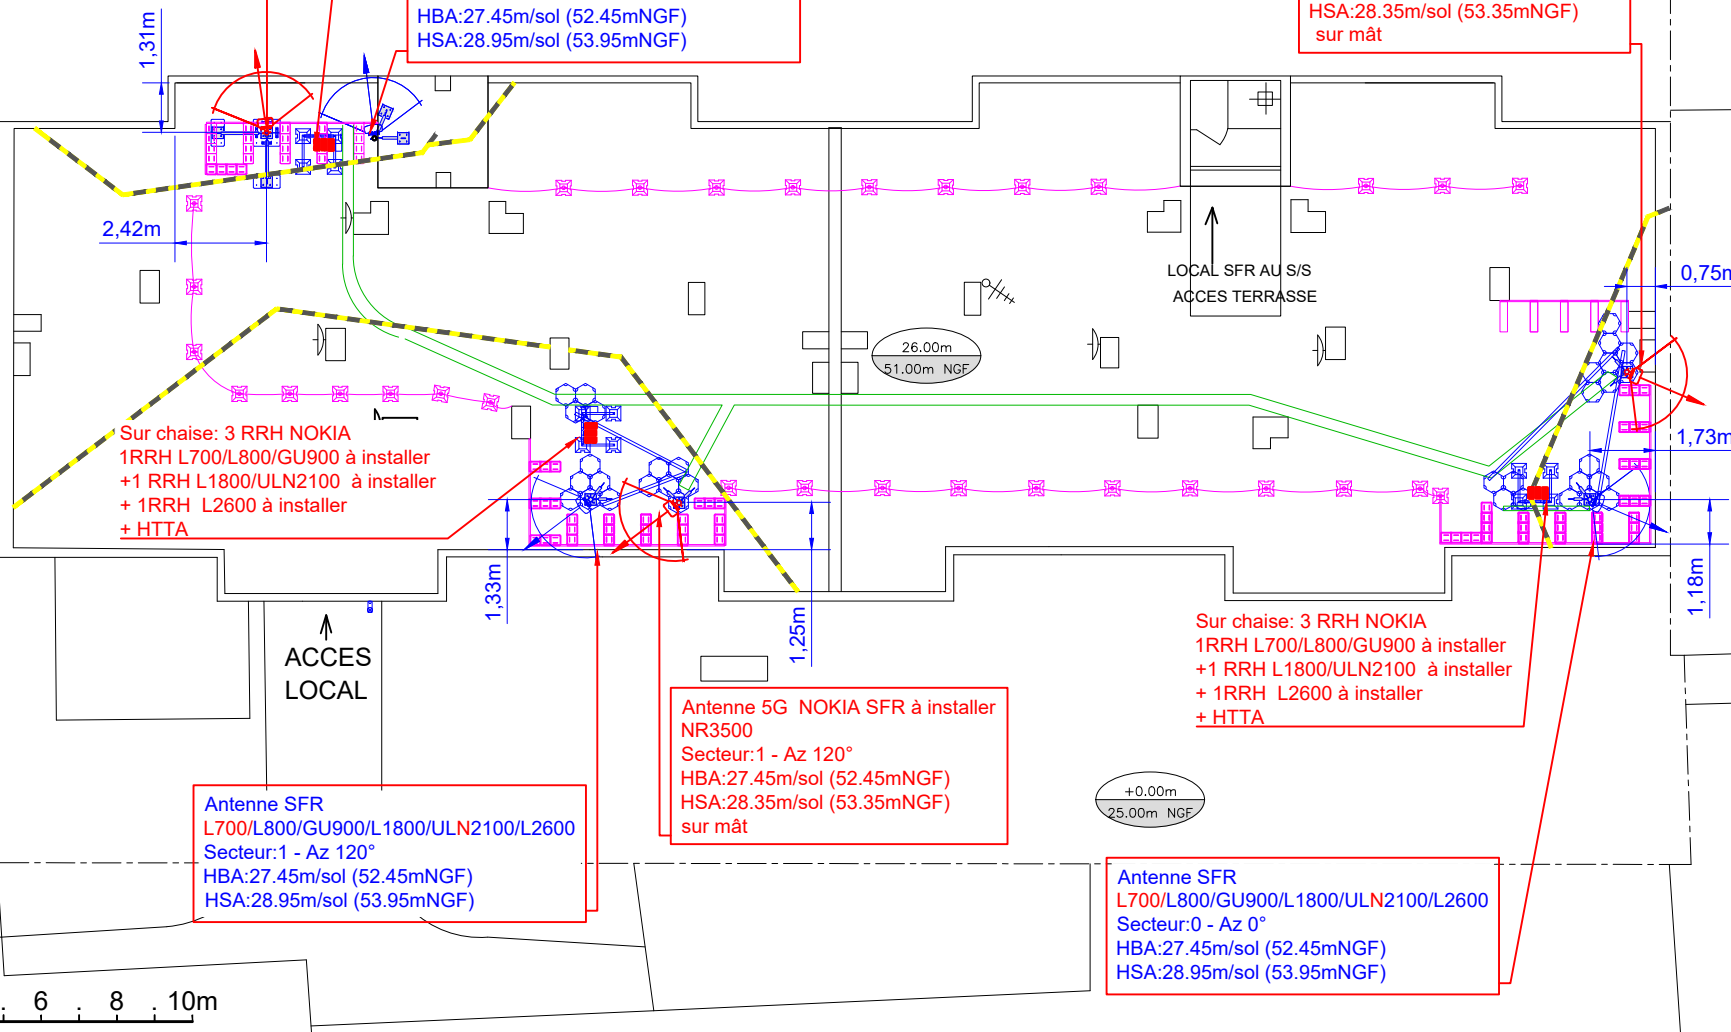 HBA:27.45m/sol (52.45mNGF)
HSA:28.95m/sol (53.95mNGF)
HSA:28.35m/sol (53.35mNGF)
sur mât
1,31m
2,42m
LOCAL SFR AU S/S
ACCES TERRASSE
0,75m
26.00m
51.00m NGF
1,73m
Sur chaise: 3 RRH NOKIA
1RRH L700/L800/GU900 à installer
+1 RRH L1800/ULN2100 à installer
+ 1RRH L2600 à installer
+ HTTA
1,33m
1,25m
1,18m
Sur chaise: 3 RRH NOKIA
1RRH L700/L800/GU900 à installer
+1 RRH L1800/ULN2100 à installer
+ 1RRH L2600 à installer
+ HTTA
ACCES
LOCAL
Antenne 5G NOKIA SFR à installer
NR3500
Secteur:1 - Az 120°
HBA:27.45m/sol (52.45mNGF)
HSA:28.35m/sol (53.35mNGF)
sur mât
+0.00m
25.00m NGF
Antenne SFR
L700/L800/GU900/L1800/ULN2100/L2600
Secteur:1 - Az 120°
HBA:27.45m/sol (52.45mNGF)
HSA:28.95m/sol (53.95mNGF)
Antenne SFR
L700/L800/GU900/L1800/ULN2100/L2600
Secteur:0 - Az 0°
HBA:27.45m/sol (52.45mNGF)
HSA:28.95m/sol (53.95mNGF)
. 6 . 8 . 10m